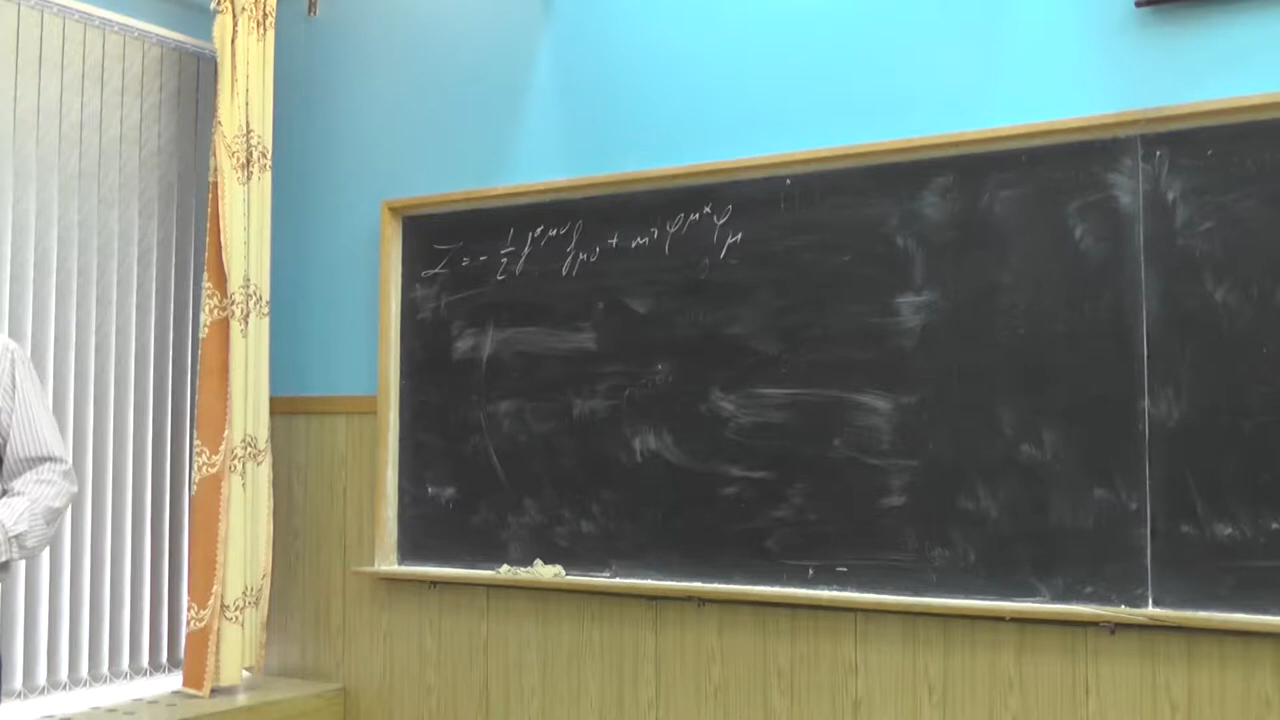 L = - 1/2 f^{*μν} f_{μν} + m² φ^{μ*} φ_μ